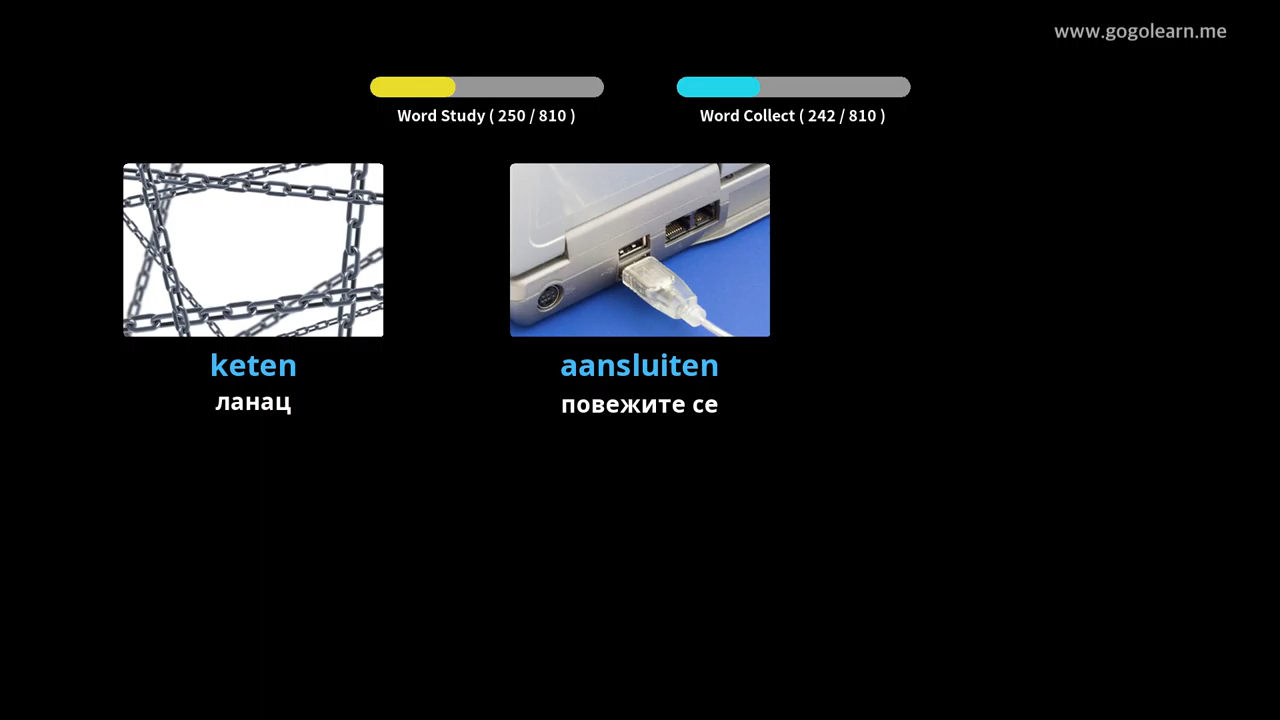 www.gogolearn.me
Word Study ( 250 / 810 )
Word Collect ( 242 / 810 )
keten
ланац
aansluiten
повежите се